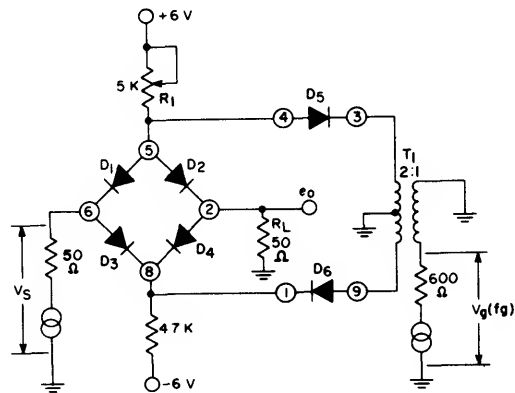 +6 V
5 K
R1
D5
4
3
5
T1
2:1
D1
D2
6
2
eo
RL
50
Ω
50
Ω
D3
D4
VS
8
D6
1
9
600
Ω
Vg(fg)
47 K
-6 V